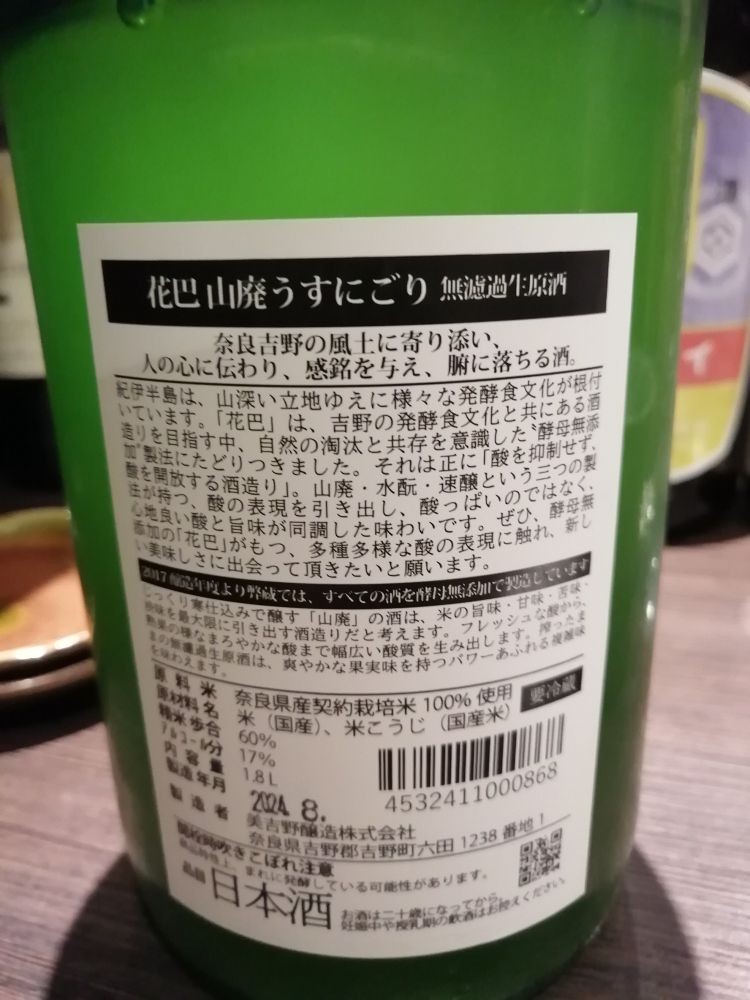 花巴 山廃うすにごり 無濾過生原酒
奈良吉野の風土に寄り添い、
人の心に伝わり、感銘を与え、腑に落ちる酒。
紀伊半島は、山深い立地ゆえに様々な発酵食文化が根付
いています。「花巴」は、吉野の発酵食文化と共にある酒
造りを目指す中、自然の淘汰と共存を意識した“酵母無添
加”製法にたどりつきました。それは正に「酸を抑制せず、
酸を開放する酒造り」。山廃・水酛・速醸という三つの製
法が持つ、酸の表現を引き出し、酸っぱいのではなく、
心地良い酸と旨味が同調した味わいです。ぜひ、酵母無
添加の「花巴」がもつ、多種多様な酸の表現に触れ、新し
い美味しさに出会って頂きたいと願います。
2017醸造年度より弊蔵では、すべての酒を酵母無添加で製造しています
じっくり寒仕込みで醸す「山廃」の酒は、米の旨味・甘味・苦味・
渋味を最大限に引き出す酒造りだと考えます。フレッシュな酸から、
熟果の様なまろやかな酸まで幅広い酸質を生み出します。搾ったま
まの無濾過生原酒は、爽やかな果実味を持つパワーあふれる複雑味
を味わえます。
原料米 奈良県産契約栽培米 100% 使用 要冷蔵
原材料名 米（国産）、米こうじ（国産米）
精米歩合 60%
アルコール分 17%
内容量 1.8L
製造年月 2024. 8.
4532411000868
製造者 美吉野醸造株式会社
奈良県吉野郡吉野町六田 1238 番地 1
開栓時吹きこぼれ注意
商品特性上、まれに発酵している可能性があります。
品目 日本酒
お酒は二十歳になってから。
妊娠中や授乳期の飲酒はお控えください。
イ